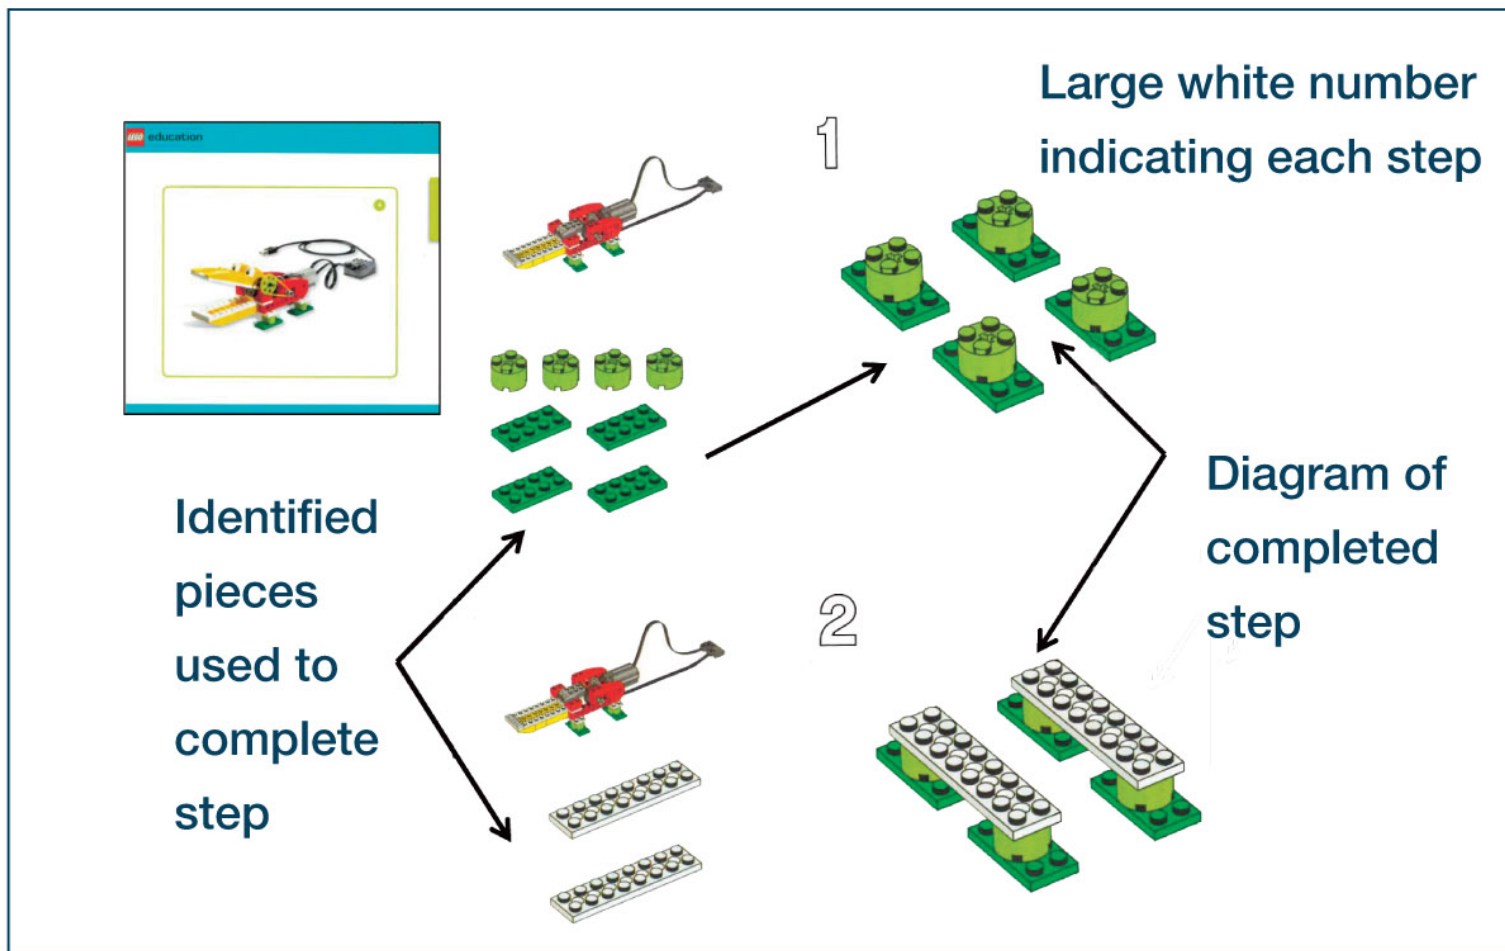 LEGO education
1
Large white number
indicating each step
Identified
pieces
used to
complete
step
Diagram of
completed
step
2